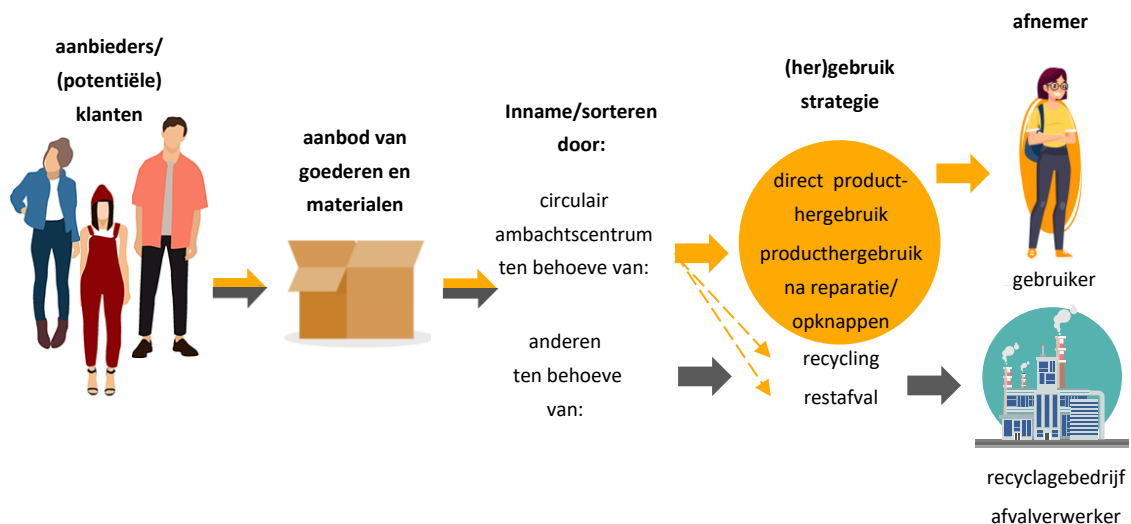 aanbieders/
(potentiële)
klanten
aanbod van
goederen en
materialen
Inname/sorteren
door:
circulair
ambachtscentrum
ten behoeve van:
anderen
ten behoeve
van:
(her)gebruik
strategie
direct product-
hergebruik
producthergebruik
na reparatie/
opknappen
recycling
restafval
afnemer
gebruiker
recyclagebedrijf
afvalverwerker